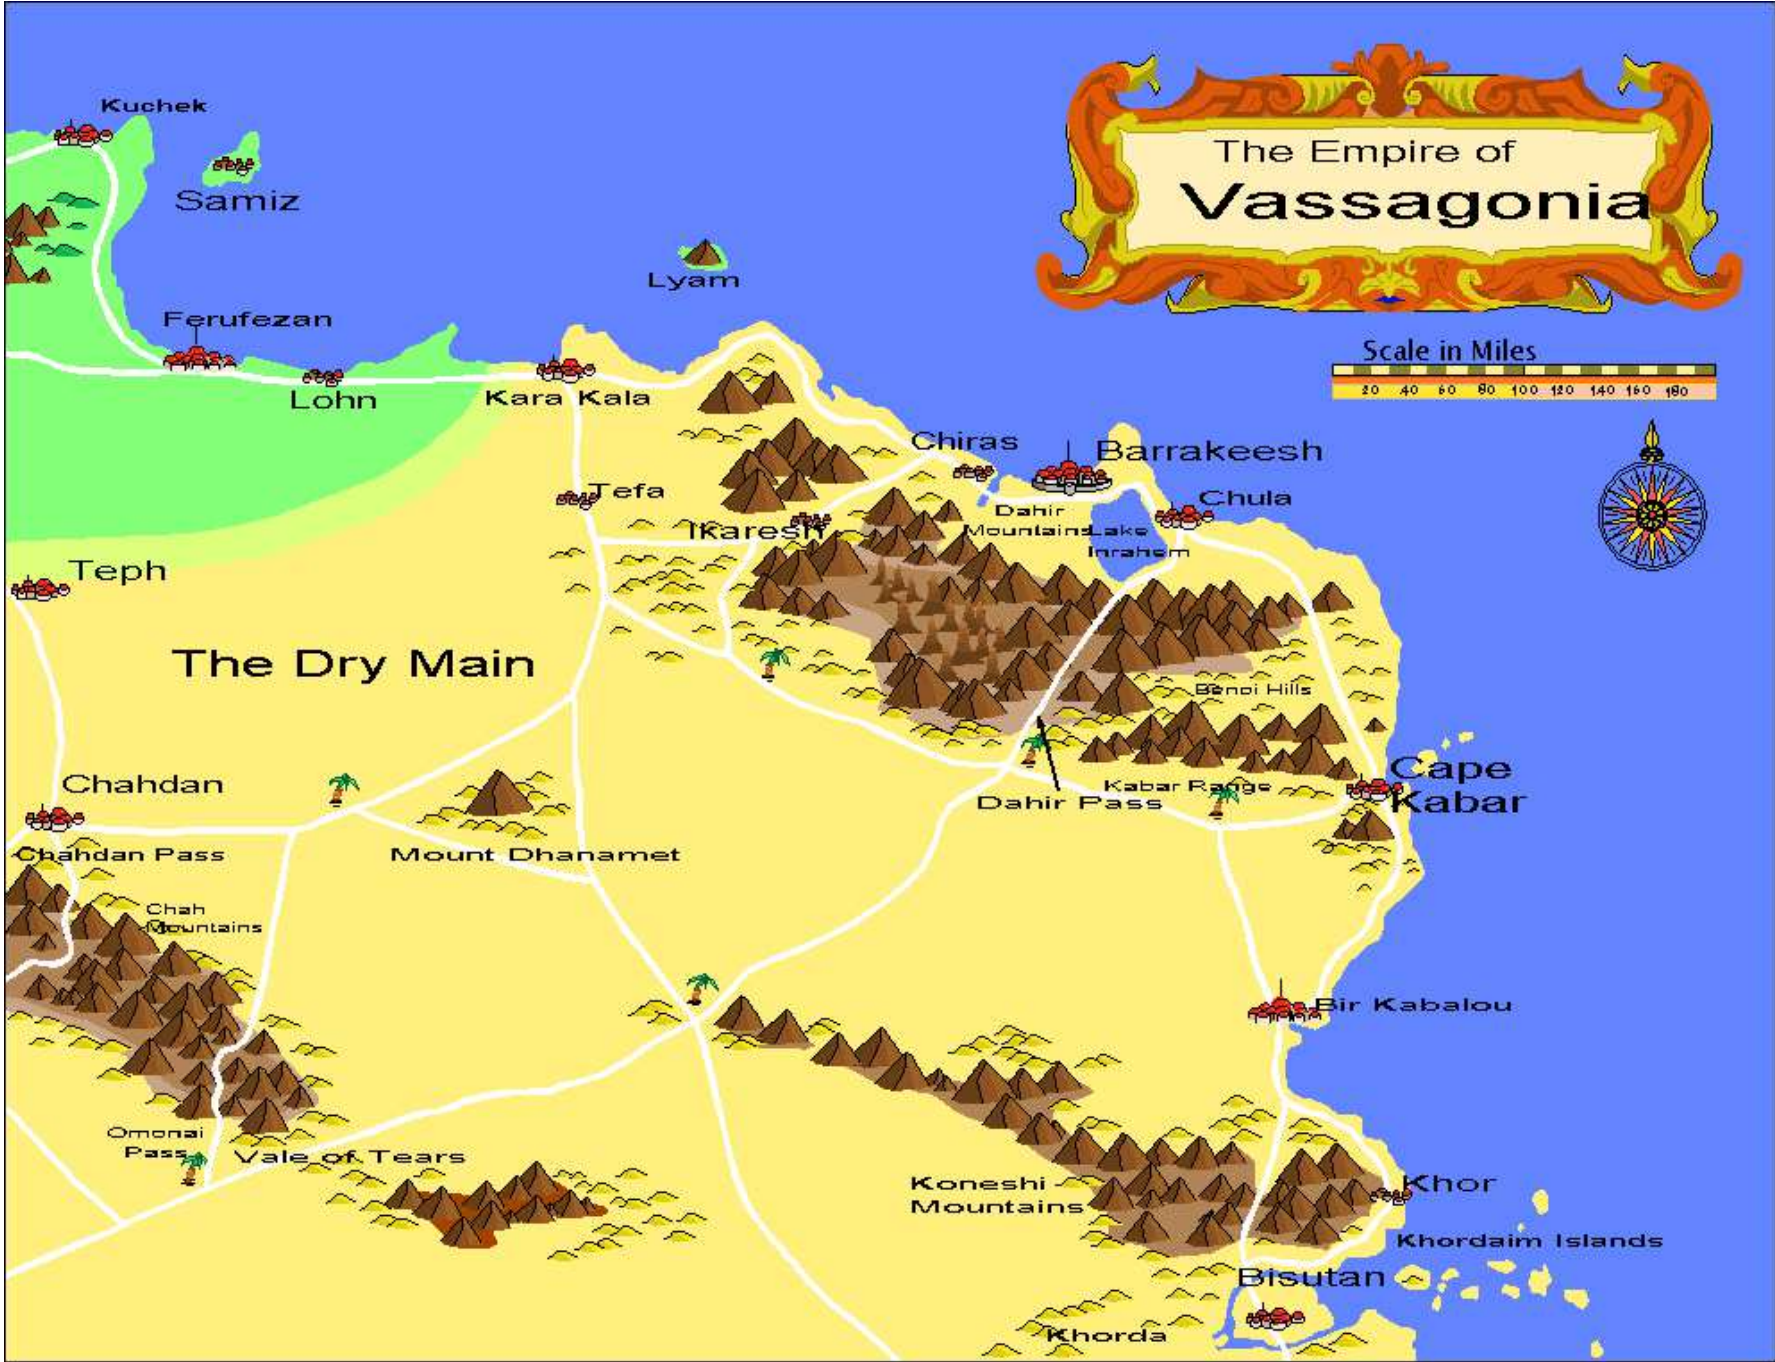 The Empire of
Vassagonia
Scale in Miles
20 40 60 80 100 120 140 160 180
Kuchek
Samiz
Lyam
Ferufezan
Lohn
Kara Kala
Chiras
Barrakeesh
Chula
Tefa
Ikaresh
Dahir
Mountains
Lake
Inrahem
Teph
The Dry Main
Benoi Hills
Chahdan
Cape
Kabar
Kabar Range
Dahir Pass
Chahdan Pass
Mount Dhanamet
Chah
Mountains
Bir Kabalou
Omonai
Pass
Vale of Tears
Koneshi
Mountains
Khor
Khordaim Islands
Bisutan
Khorda